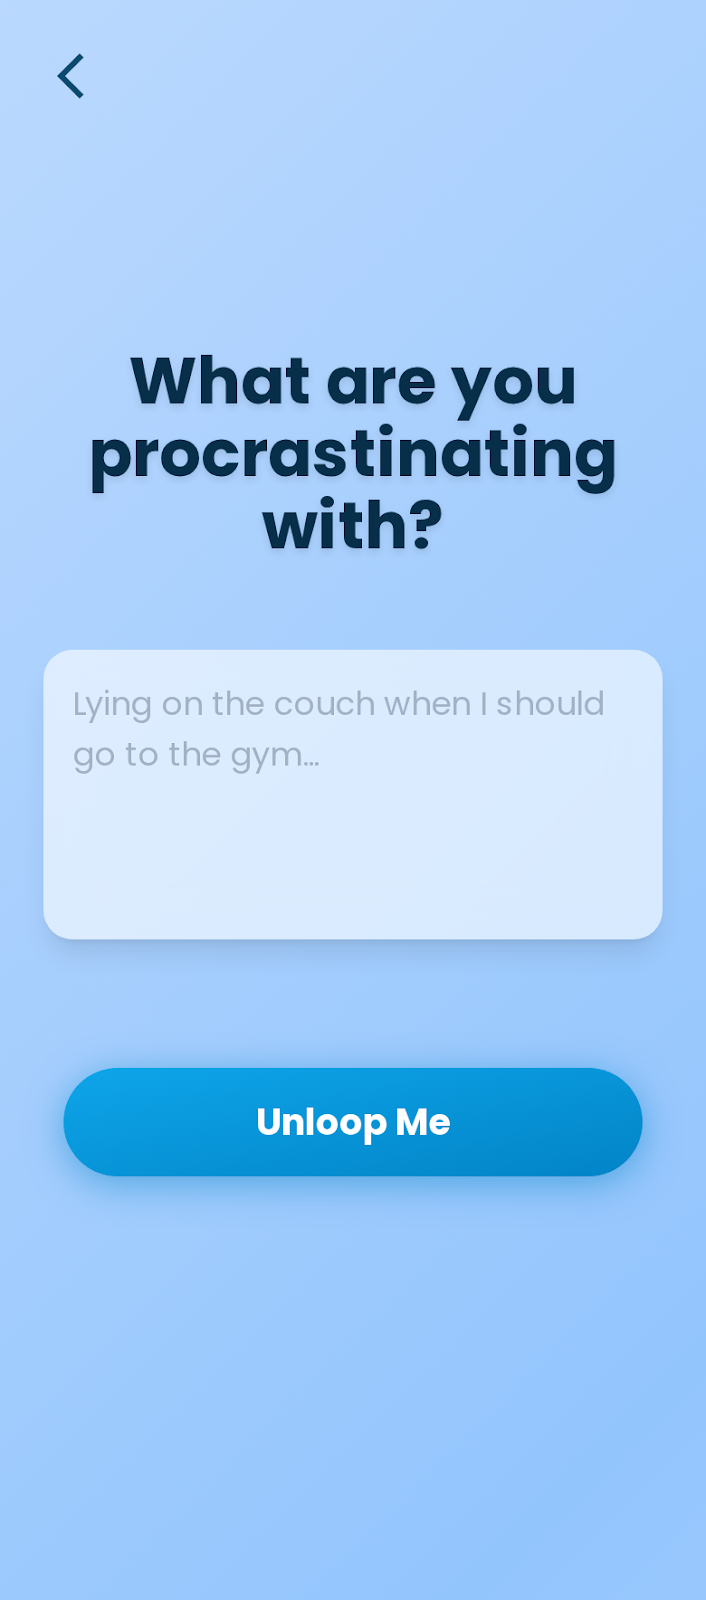 What are you
procrastinating
with?
Lying on the couch when I should
go to the gym...
Unloop Me